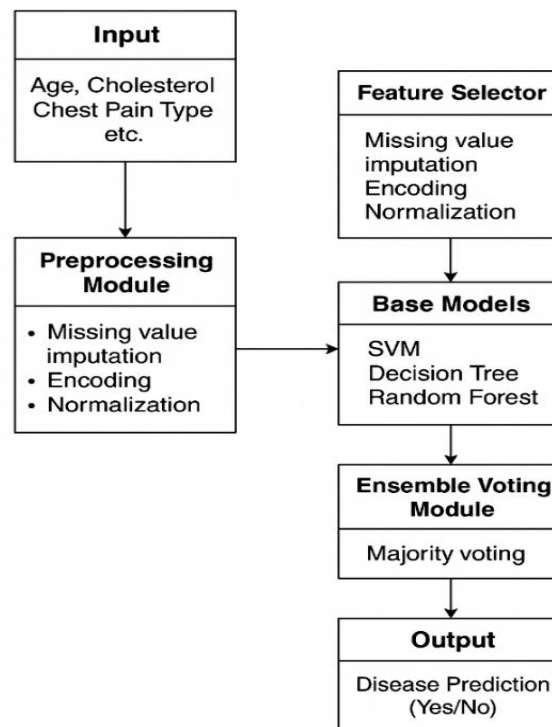 Input
Age, Cholesterol
Chest Pain Type
etc.
Preprocessing
Module
• Missing value
imputation
• Encoding
• Normalization
Feature Selector
Missing value
imputation
Encoding
Normalization
Base Models
SVM
Decision Tree
Random Forest
Ensemble Voting
Module
Majority voting
Output
Disease Prediction
(Yes/No)